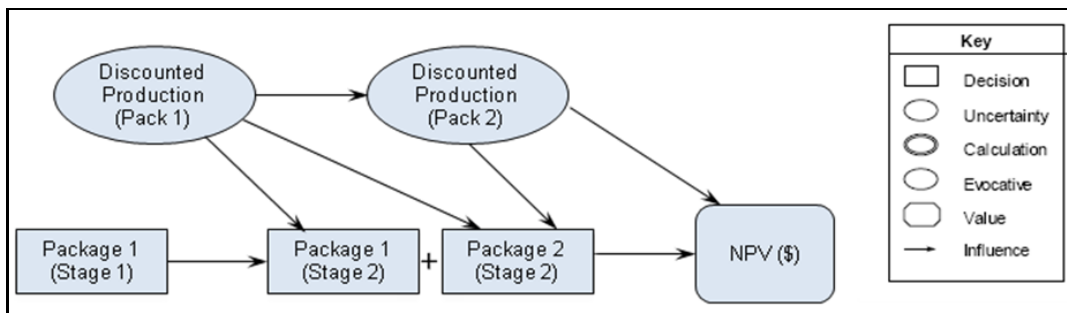 Discounted
Production
(Pack 1)
Discounted
Production
(Pack 2)
Package 1
(Stage 1)
Package 1
(Stage 2)
+
Package 2
(Stage 2)
NPV ($)
Key
Decision
Uncertainty
Calculation
Evocative
Value
Influence